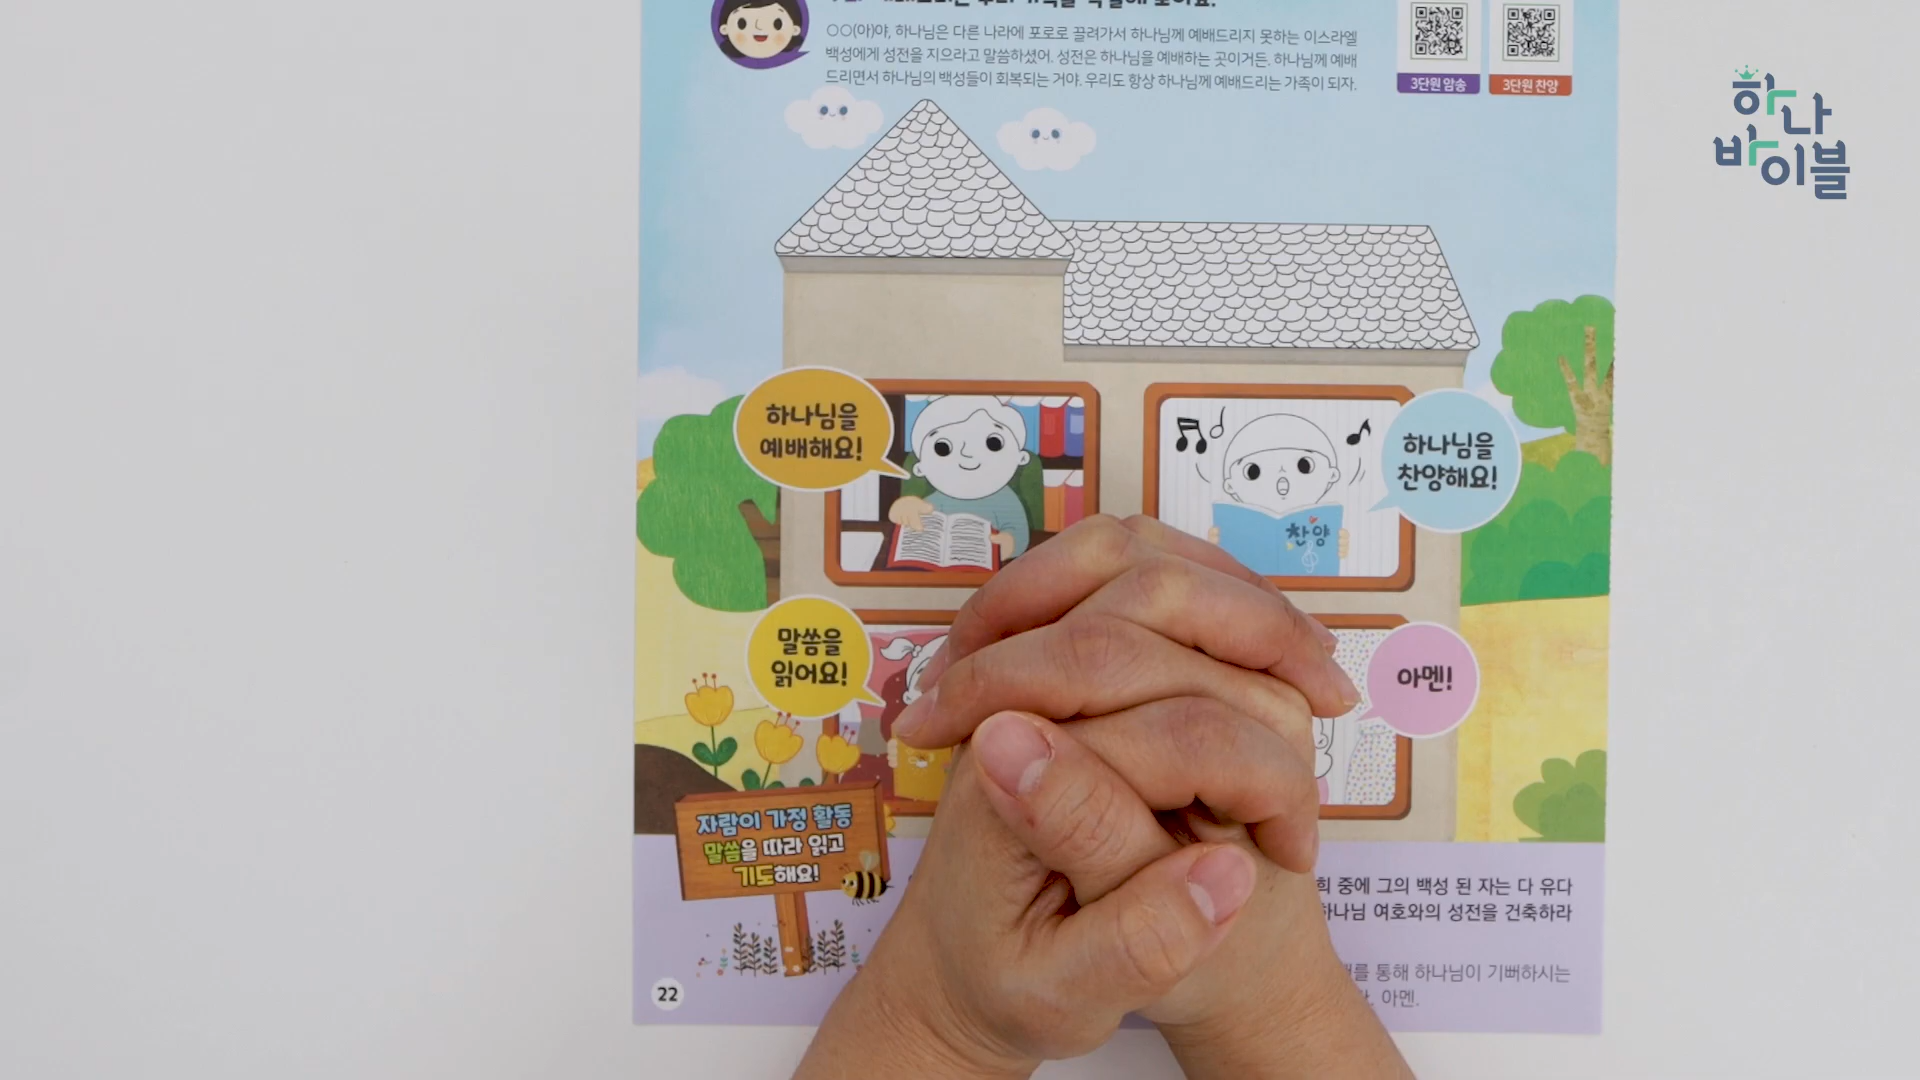 ○○(아)야, 하나님은 다른 나라에 포로로 끌려가서 하나님께 예배드리지 못하는 이스라엘
백성에게 성전을 지으라고 말씀하셨어. 성전은 하나님을 예배하는 곳이거든. 하나님께 예배
드리면서 하나님의 백성들이 회복되는 거야. 우리도 항상 하나님께 예배드리는 가족이 되자.
3단원 암송
3단원 찬양
하나
바이블
하나님을
예배해요!
하나님을
찬양해요!
찬양
말씀을
읽어요!
아멘!
자람이 가정 활동
말씀을 따라 읽고
기도해요!
희 중에 그의 백성 된 자는 다 유다
하나님 여호와의 성전을 건축하라
를 통해 하나님이 기뻐하시는
아멘.
22